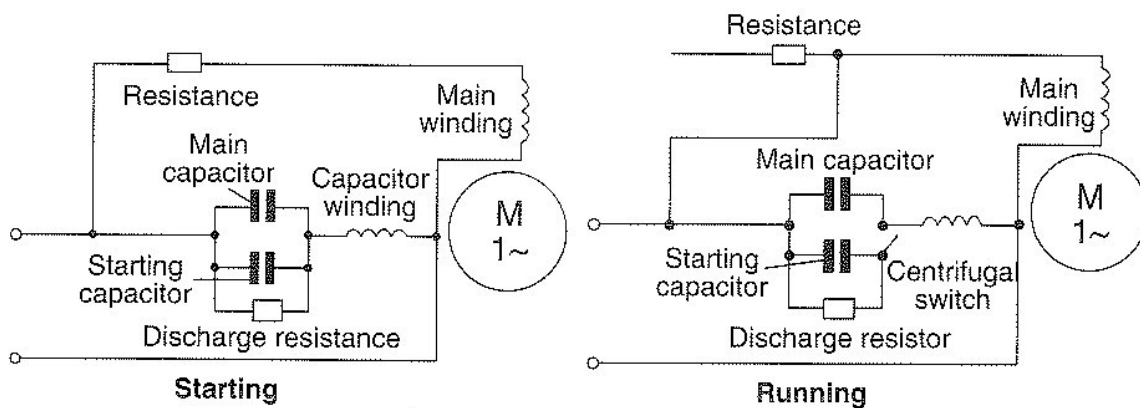 Resistance
Main
winding
Main
capacitor
Capacitor
winding
M
1~
Starting
capacitor
Discharge resistance
Starting
Resistance
Main
winding
Main capacitor
M
1~
Starting
capacitor
Centrifugal
switch
Discharge resistor
Running